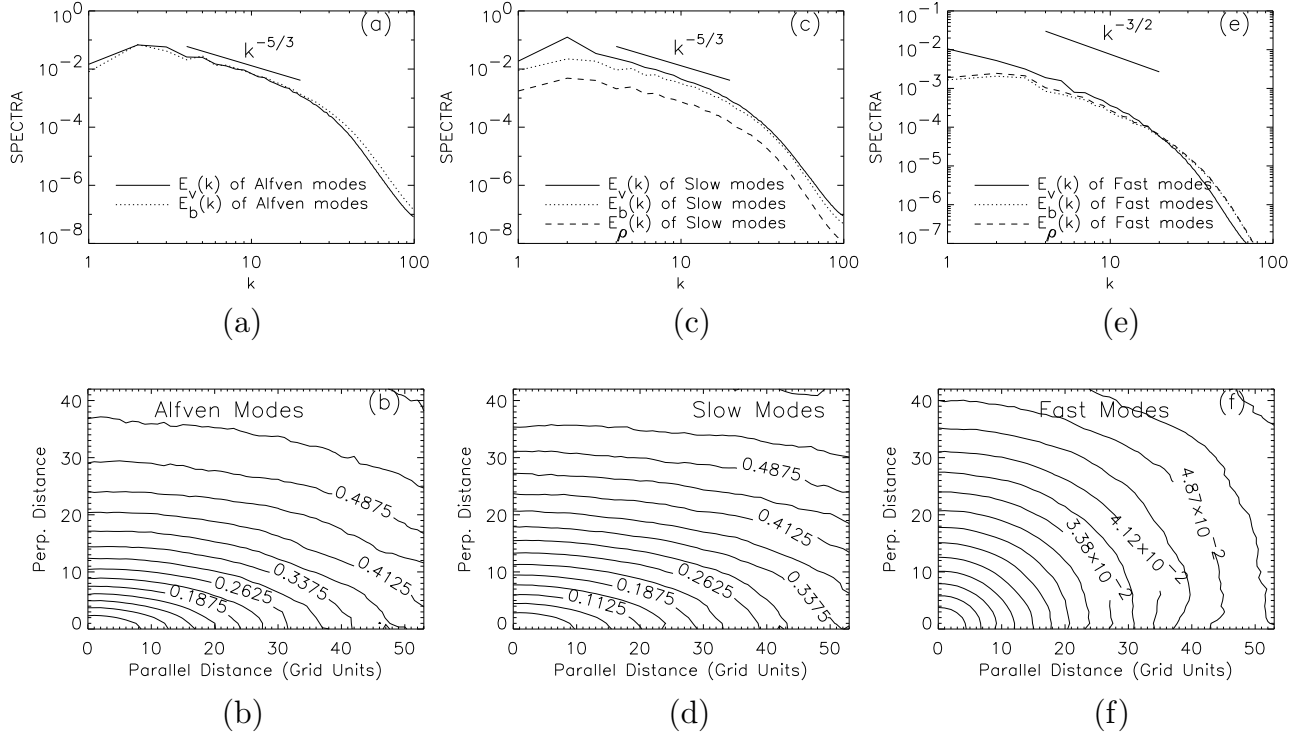 (a)
k^{-5/3}
10^0
10^{-2}
10^{-4}
10^{-6}
10^{-8}
SPECTRA
E_v(k) of Alfven modes
E_b(k) of Alfven modes
1 10 100
k
(a)
(c)
k^{-5/3}
10^0
10^{-2}
10^{-4}
10^{-6}
10^{-8}
SPECTRA
E_v(k) of Slow modes
E_b(k) of Slow modes
E_ρ(k) of Slow modes
1 10 100
k
(c)
(e)
k^{-3/2}
10^{-1}
10^{-2}
10^{-3}
10^{-4}
10^{-5}
10^{-6}
10^{-7}
SPECTRA
E_v(k) of Fast modes
E_b(k) of Fast modes
E_ρ(k) of Fast modes
1 10 100
k
(e)
Alfven Modes
(b)
40
30
20
10
0
Perp. Distance
0.4875
0.4125
0.3375
0.2625
0.1875
0 10 20 30 40 50
Parallel Distance (Grid Units)
(b)
Slow Modes
40
30
20
10
0
Perp. Distance
0.4875
0.4125
0.3375
0.2625
0.1875
0.1125
0 10 20 30 40 50
Parallel Distance (Grid Units)
(d)
Fast Modes
(f)
40
30
20
10
0
Perp. Distance
4.87×10^{-2}
4.12×10^{-2}
3.38×10^{-2}
0 10 20 30 40 50
Parallel Distance (Grid Units)
(f)